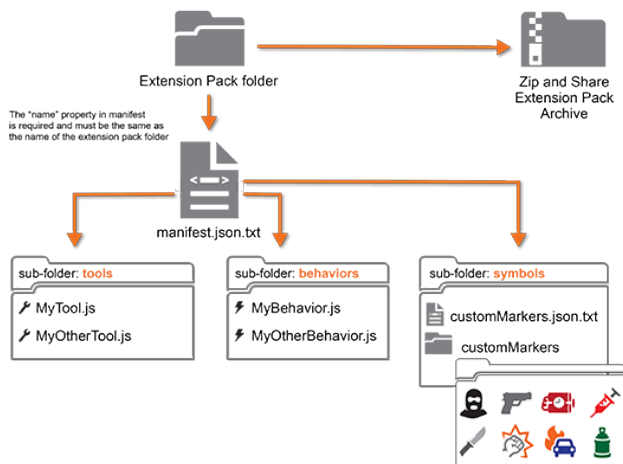 Extension Pack folder
Zip and Share
Extension Pack
Archive
The "name" property in manifest
is required and must be the same as
the name of the extension pack folder
manifest.json.txt
sub-folder: tools
MyTool.js
MyOtherTool.js
sub-folder: behaviors
MyBehavior.js
MyOtherBehavior.js
sub-folder: symbols
customMarkers.json.txt
customMarkers